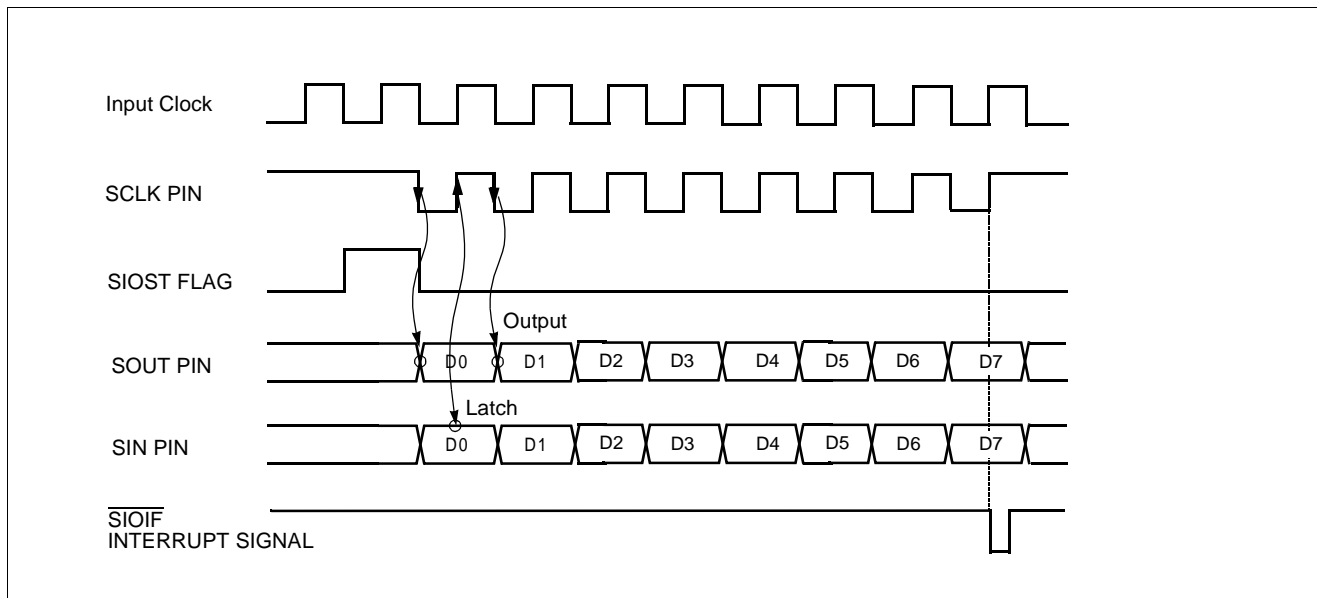 Input Clock
SCLK PIN
SIOST FLAG
Output
SOUT PIN
D0 D1 D2 D3 D4 D5 D6 D7
Latch
SIN PIN
D0 D1 D2 D3 D4 D5 D6 D7
SIOIF
INTERRUPT SIGNAL